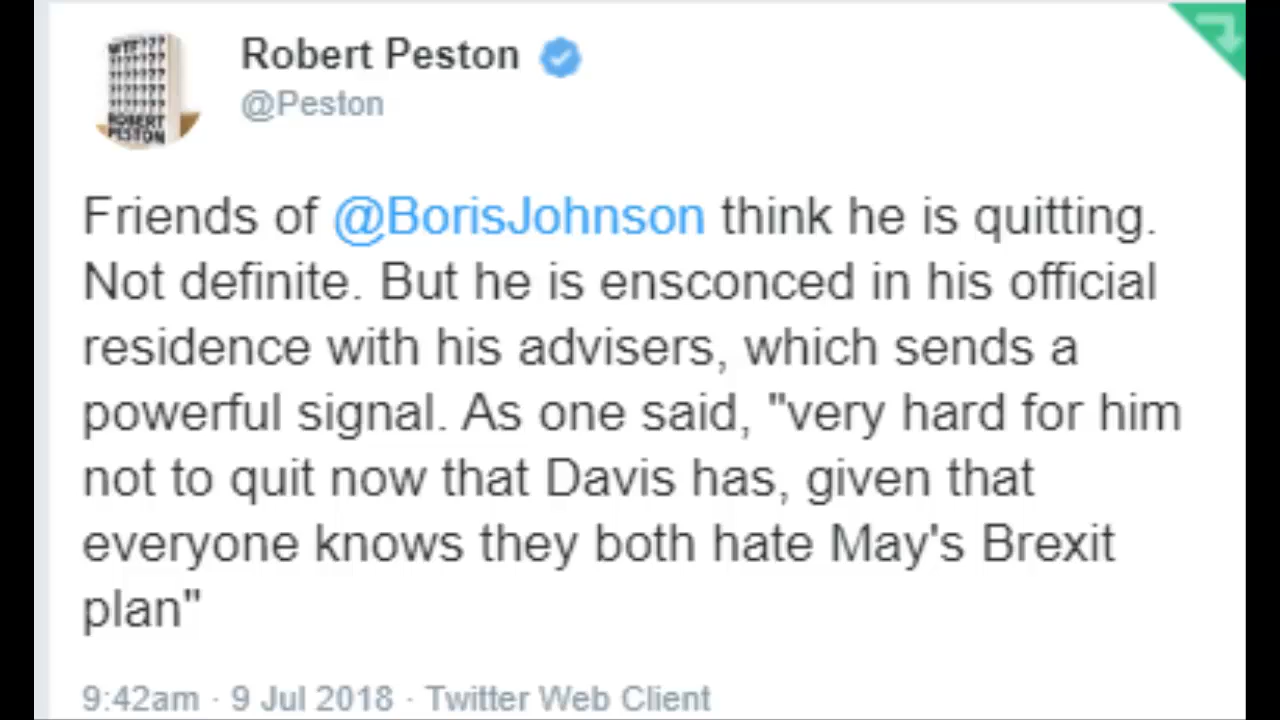 WTF???
ROBERT
PESTON
Robert Peston
@Peston
Friends of @BorisJohnson think he is quitting.
Not definite. But he is ensconced in his official
residence with his advisers, which sends a
powerful signal. As one said, "very hard for him
not to quit now that Davis has, given that
everyone knows they both hate May's Brexit
plan"
9:42am · 9 Jul 2018 · Twitter Web Client